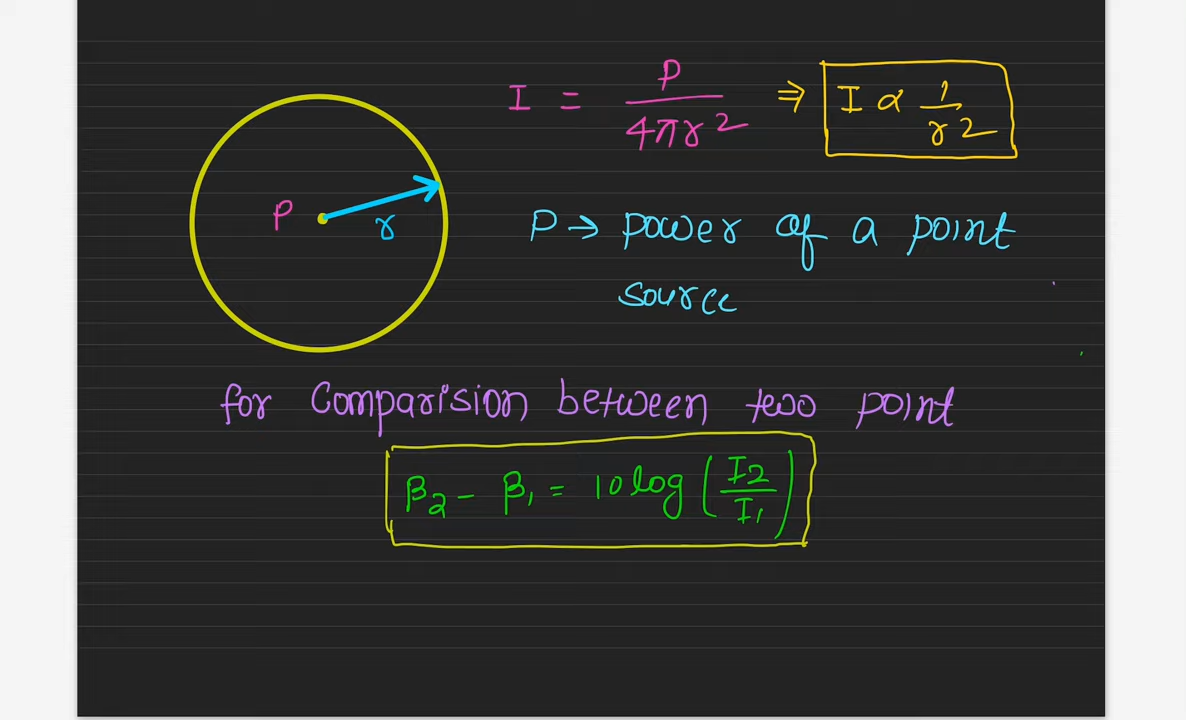 I = P / 4πr² ⇒ I ∝ 1 / r²
P
r
P → power of a point
source
for Comparision between two point
β₂ - β₁ = 10 log (I₂ / I₁)